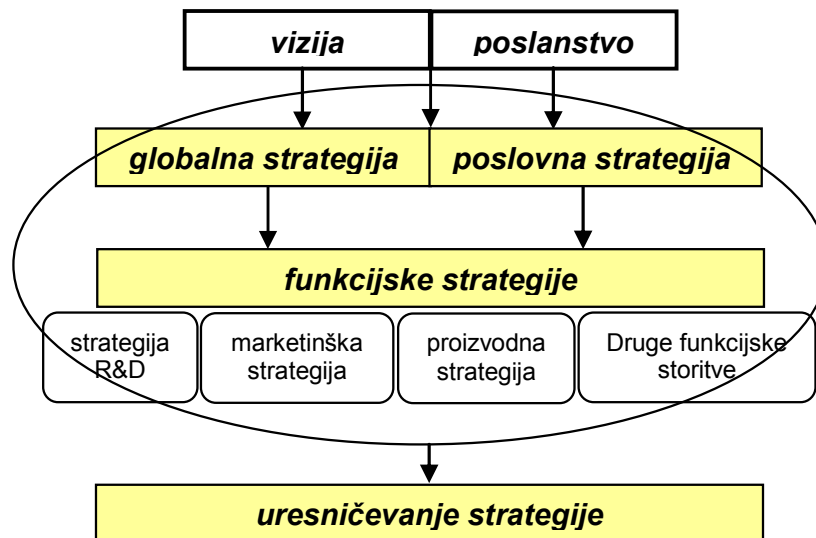 vizija
poslanstvo
globalna strategija
poslovna strategija
funkcijske strategije
strategija
R&D
marketinška
strategija
proizvodna
strategija
Druge funkcijske
storitve
uresničevanje strategije